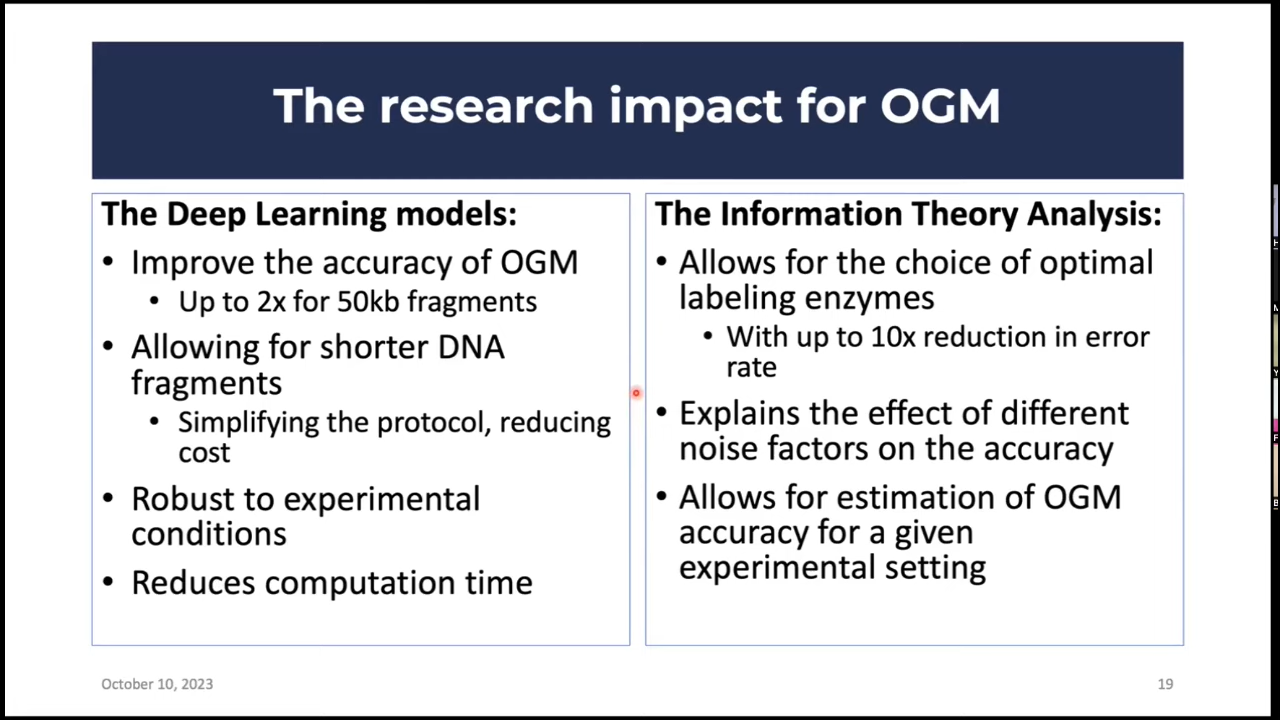 The research impact for OGM
The Deep Learning models:
• Improve the accuracy of OGM
• Up to 2x for 50kb fragments
• Allowing for shorter DNA
fragments
• Simplifying the protocol, reducing
cost
• Robust to experimental
conditions
• Reduces computation time
The Information Theory Analysis:
• Allows for the choice of optimal
labeling enzymes
• With up to 10x reduction in error
rate
• Explains the effect of different
noise factors on the accuracy
• Allows for estimation of OGM
accuracy for a given
experimental setting
October 10, 2023
19